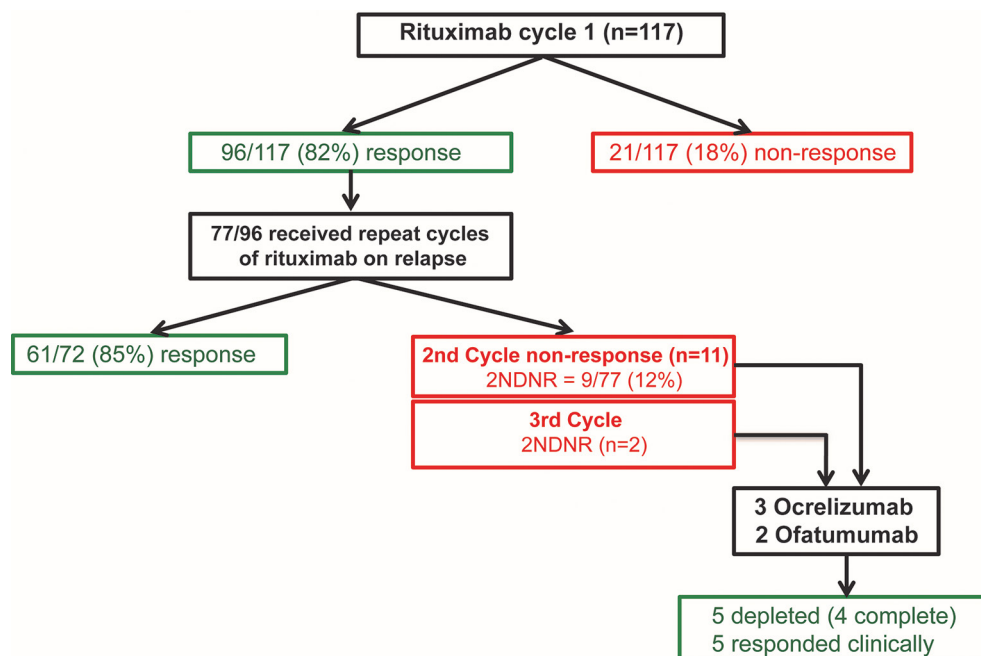 Rituximab cycle 1 (n=117)
96/117 (82%) response
21/117 (18%) non-response
77/96 received repeat cycles
of rituximab on relapse
61/72 (85%) response
2nd Cycle non-response (n=11)
2NDNR = 9/77 (12%)
3rd Cycle
2NDNR (n=2)
3 Ocrelizumab
2 Ofatumumab
5 depleted (4 complete)
5 responded clinically